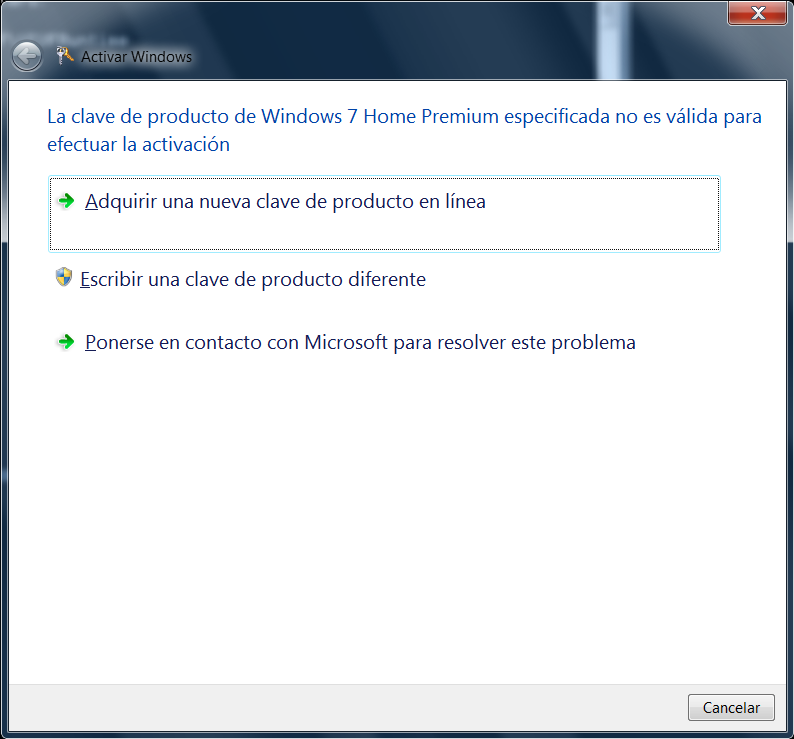 Activar Windows
La clave de producto de Windows 7 Home Premium especificada no es válida para
efectuar la activación
Adquirir una nueva clave de producto en línea
Escribir una clave de producto diferente
Ponerse en contacto con Microsoft para resolver este problema
Cancelar